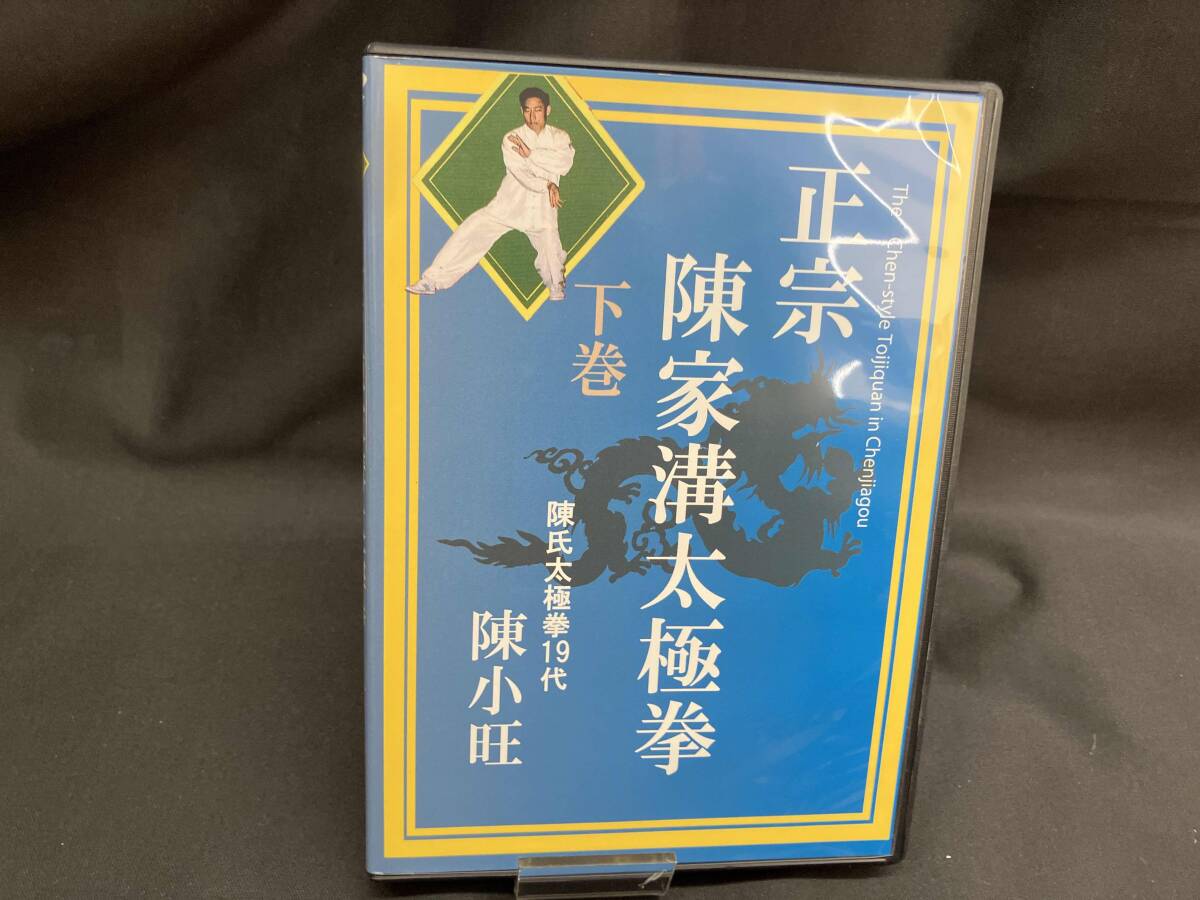 正宗
陳家溝太極拳
The Chen-style Toijiquan in Chenjiagou
下巻
陳氏太極拳19代
陳小旺